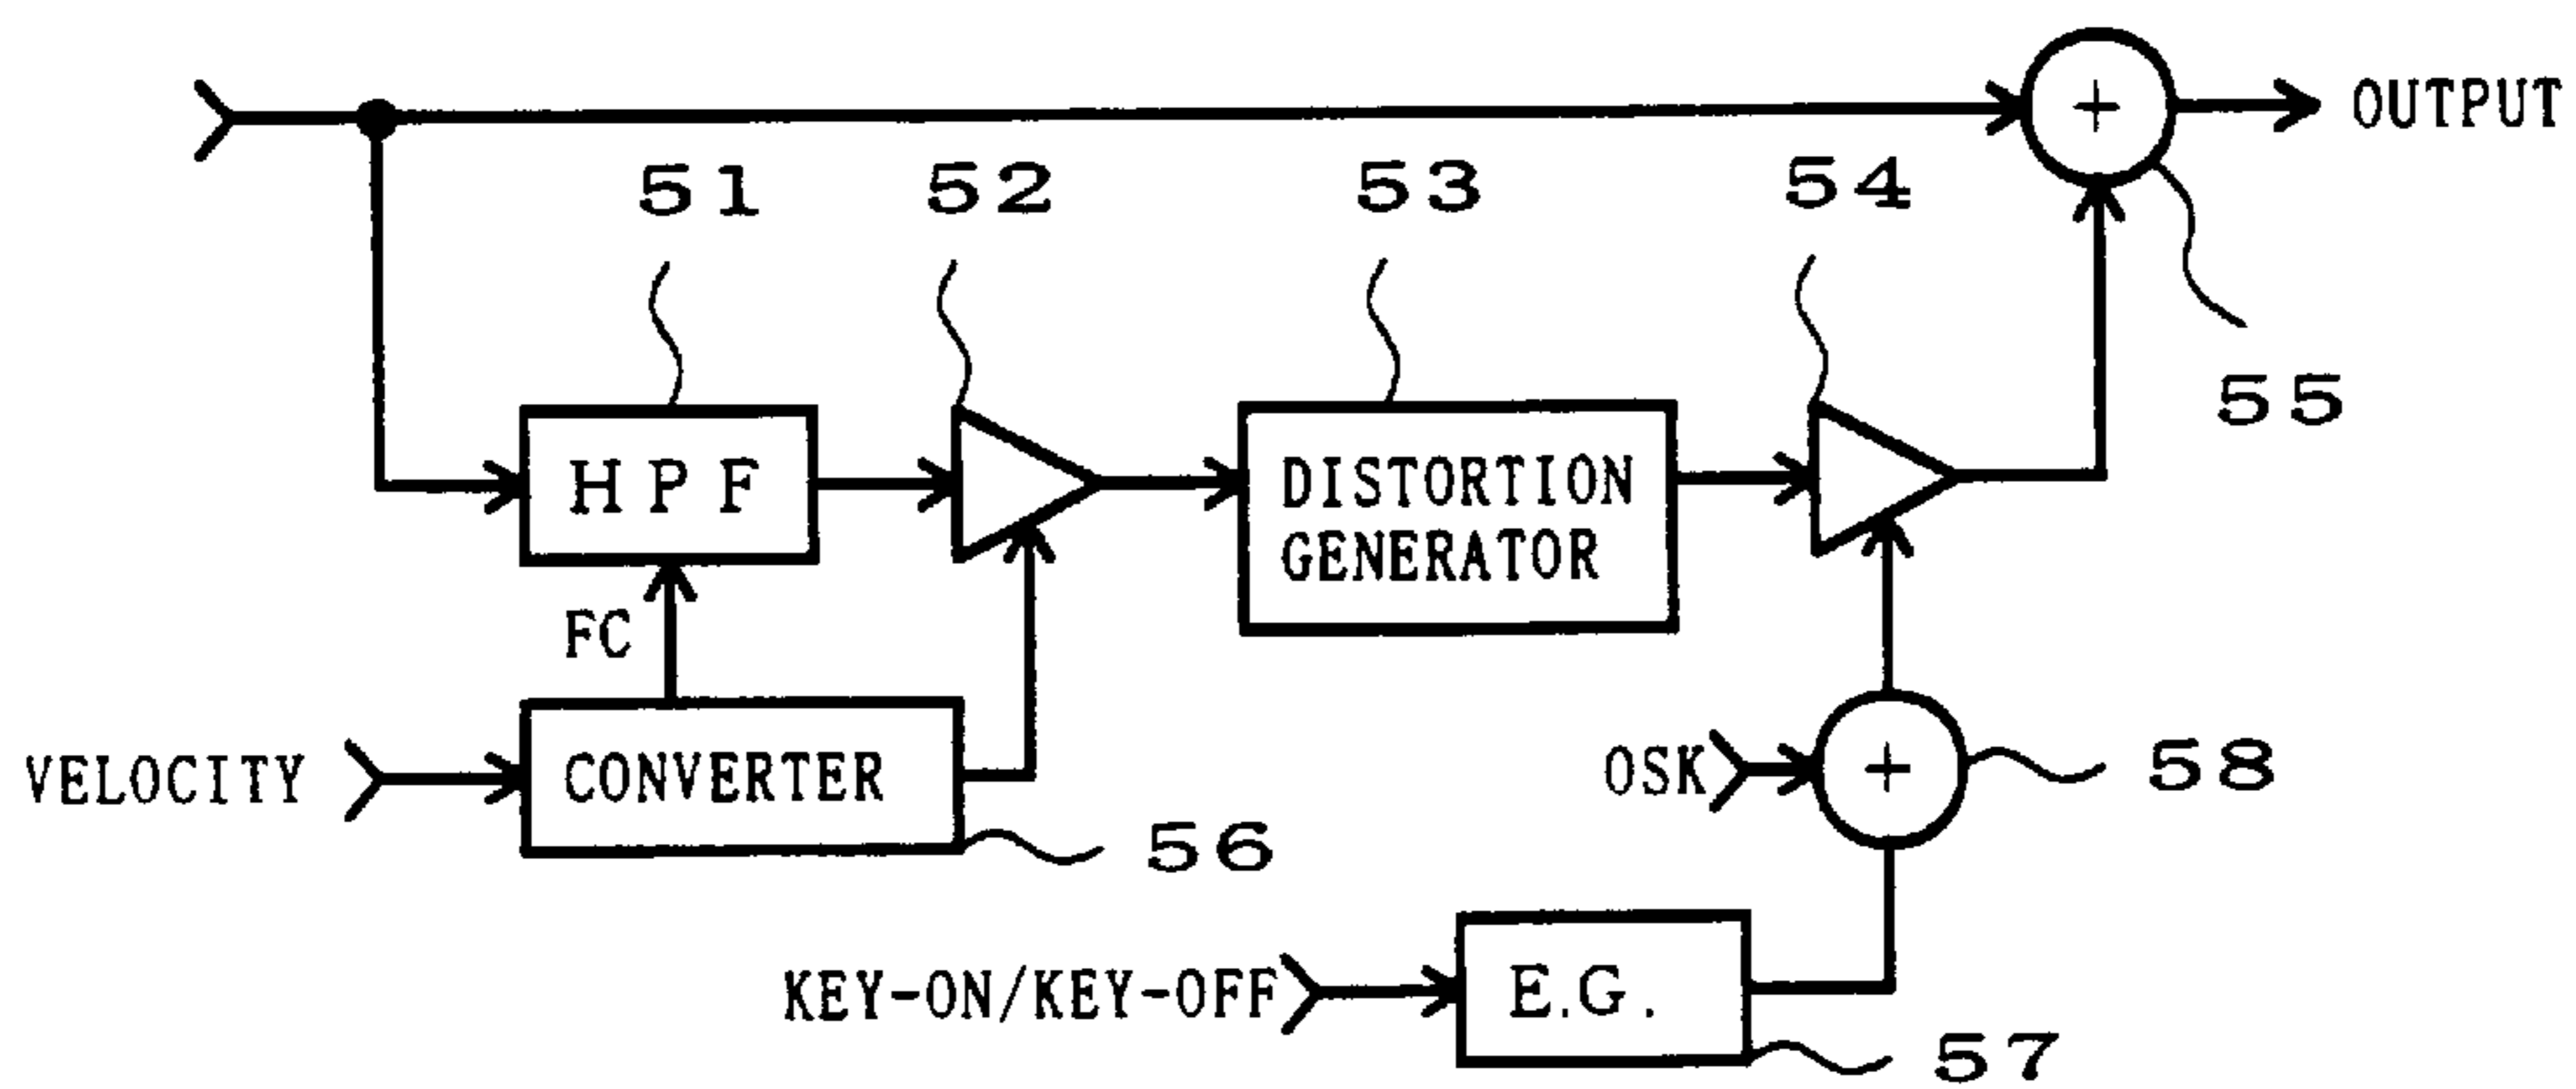 +
OUTPUT
51
52
53
54
55
HPF
DISTORTION
GENERATOR
FC
VELOCITY
CONVERTER
56
OSK
+
58
KEY-ON/KEY-OFF
E.G.
57